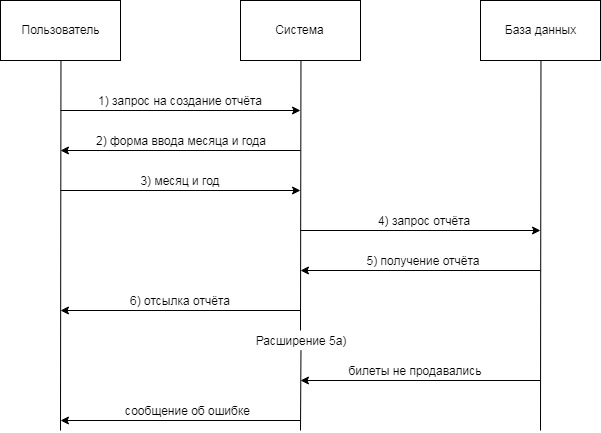 Пользователь
Система
База данных
1) запрос на создание отчёта
2) форма ввода месяца и года
3) месяц и год
4) запрос отчёта
5) получение отчёта
6) отсылка отчёта
Расширение 5а)
билеты не продавались
сообщение об ошибке